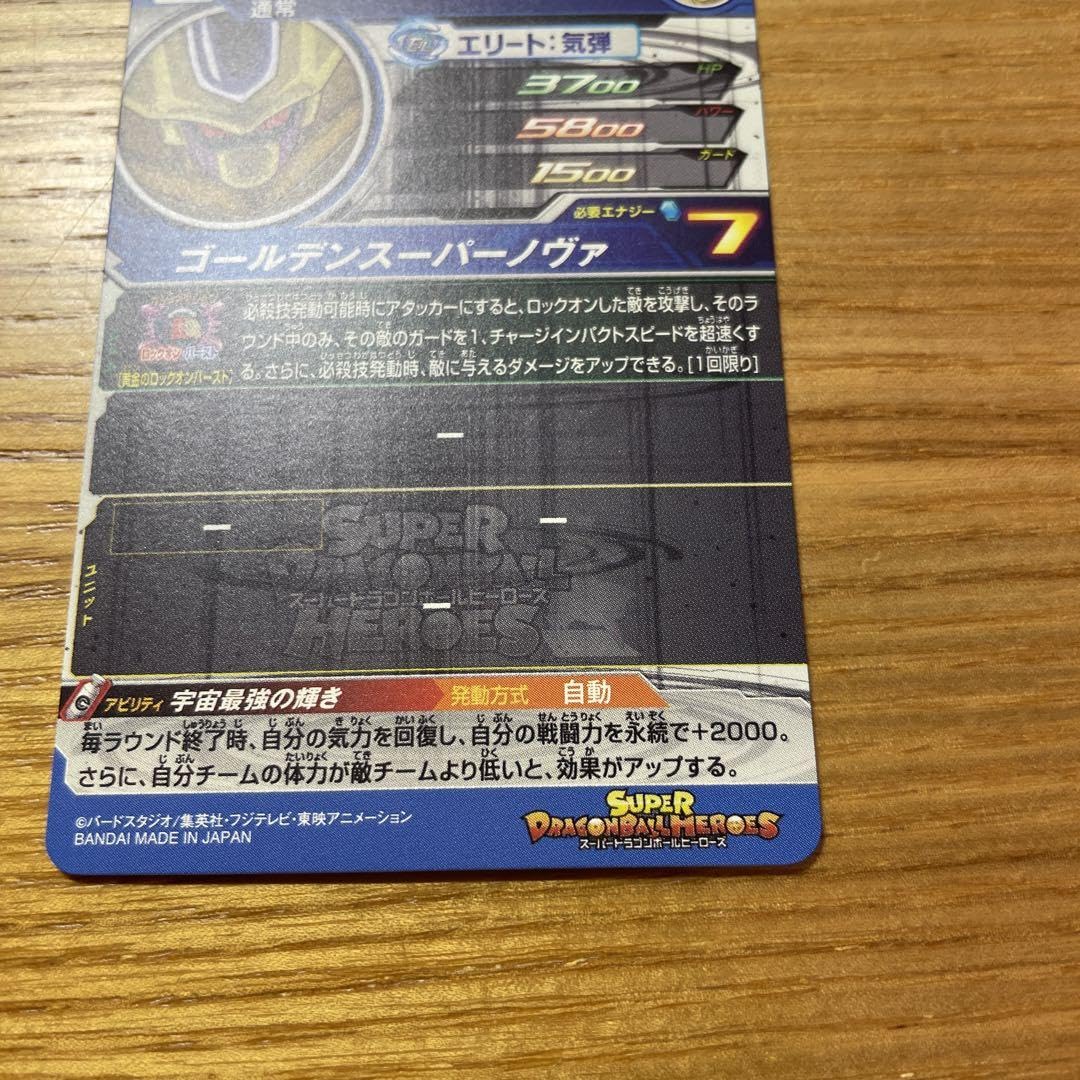 通常
エリート:気弾
3700 HP
5800 パワー
1500 ガード
必要エナジー 7
ゴールデンスーパーノヴァ
必殺技発動可能時にアタッカーにすると、ロックオンした敵を攻撃し、そのラ
ウンド中のみ、その敵のガードを1、チャージインパクトスピードを超速くす
ロックオン バースト
[黄金のロックオンバースト]
る。さらに、必殺技発動時、敵に与えるダメージをアップできる。[1回限り]
ー
ー ー
ユニット
ー
SUPER
DRAGONBALL
スーパードラゴンボールヒーローズ
HEROES
アビリティ 宇宙最強の輝き 発動方式 自動
毎ラウンド終了時、自分の気力を回復し、自分の戦闘力を永続で+2000。
さらに、自分チームの体力が敵チームより低いと、効果がアップする。
©バードスタジオ/集英社・フジテレビ・東映アニメーション
BANDAI MADE IN JAPAN
SUPER
DRAGONBALL HEROES
スーパードラゴンボールヒーローズ